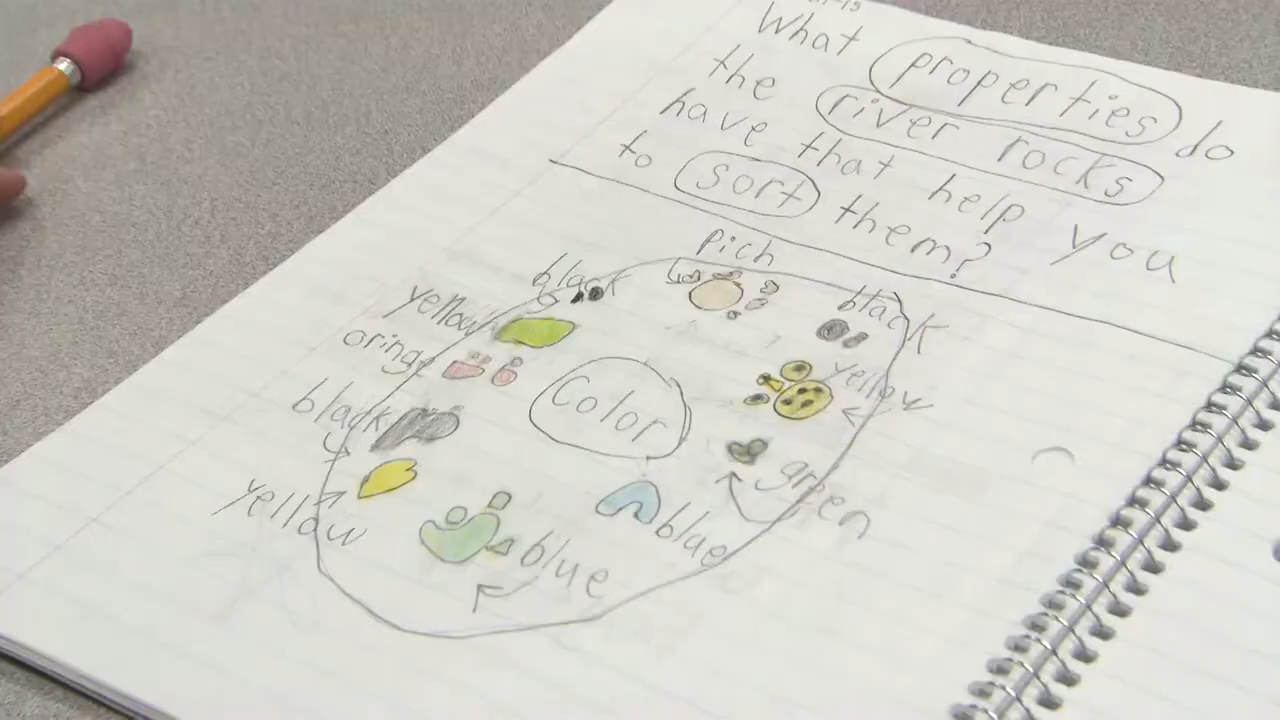 What properties do
the river rocks
have that help you
to sort them?
Pich
black
black
yellow
oringe
yellow
Color
black
green
yellow
blue
blue